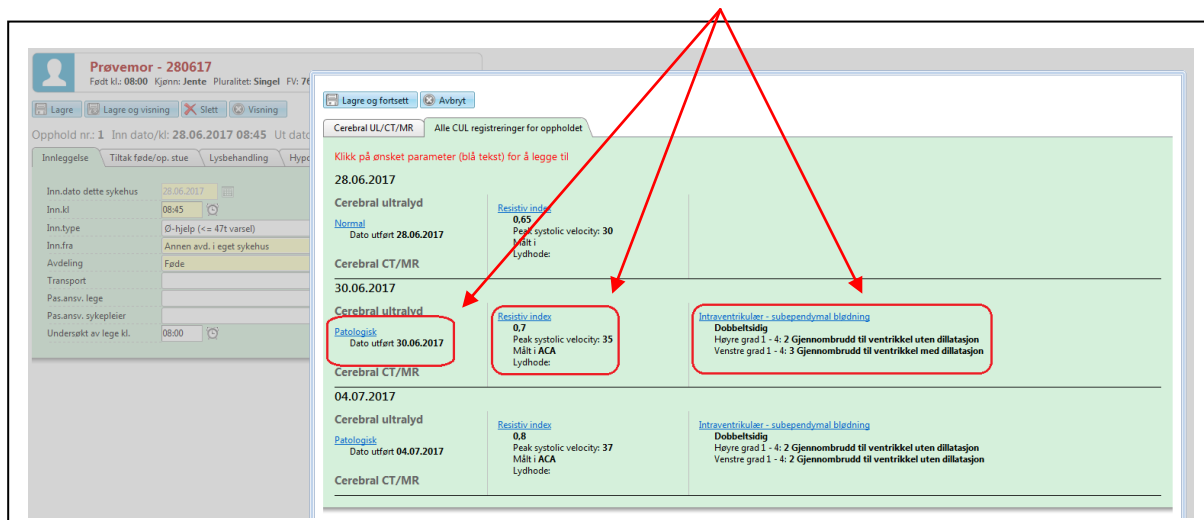 Prøvemor - 280617
Født kl.: 08:00 Kjønn: Jente Pluralitet: Singel FV: 76
Lagre Lagre og visning Slett Visning
Opphold nr.: 1 Inn dato/kl: 28.06.2017 08:45 Ut dato
Innleggelse Tiltak føde/op. stue Lysbehandling Hypo
Inn.dato dette sykehus 28.06.2017
Inn.kl 08:45
Inn.type Ø-hjelp (<= 47t varsel)
Inn.fra Annen avd. i eget sykehus
Avdeling Føde
Transport
Pas.ansv. lege
Pas.ansv. sykepleier
Undersøkt av lege kl. 08:00
Lagre og fortsett Avbryt
Cerebral UL/CT/MR Alle CUL registreringer for oppholdet
Klikk på ønsket parameter (blå tekst) for å legge til
28.06.2017
Cerebral ultralyd
Normal
Dato utført 28.06.2017
Cerebral CT/MR
Resistiv index
0,65
Peak systolic velocity: 30
Målt i
Lydhode:
30.06.2017
Cerebral ultralyd
Patologisk
Dato utført 30.06.2017
Cerebral CT/MR
Resistiv index
0,7
Peak systolic velocity: 35
Målt i ACA
Lydhode:
Intraventrikulær - subependymal blødning
Dobbeltsidig
Høyre grad 1 - 4: 2 Gjennombrudd til ventrikkel uten dillatasjon
Venstre grad 1 - 4: 3 Gjennombrudd til ventrikkel med dillatasjon
04.07.2017
Cerebral ultralyd
Patologisk
Dato utført 04.07.2017
Cerebral CT/MR
Resistiv index
0,8
Peak systolic velocity: 37
Målt i ACA
Lydhode:
Intraventrikulær - subependymal blødning
Dobbeltsidig
Høyre grad 1 - 4: 2 Gjennombrudd til ventrikkel uten dillatasjon
Venstre grad 1 - 4: 2 Gjennombrudd til ventrikkel uten dillatasjon